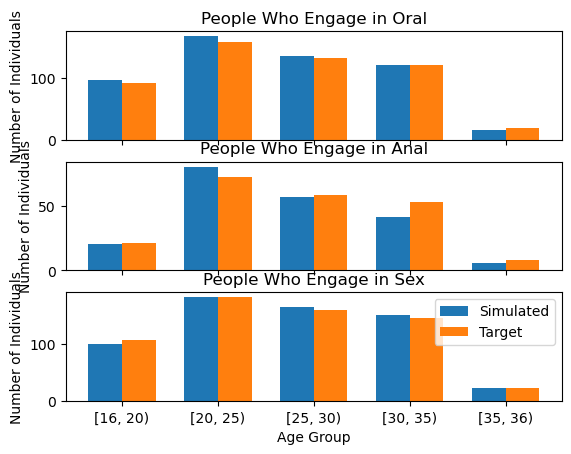 People Who Engage in Oral
Number of Individuals
100
0
People Who Engage in Anal
Number of Individuals
50
0
People Who Engage in Sex
Number of Individuals
100
0
Simulated
Target
[16, 20) [20, 25) [25, 30) [30, 35) [35, 36)
Age Group